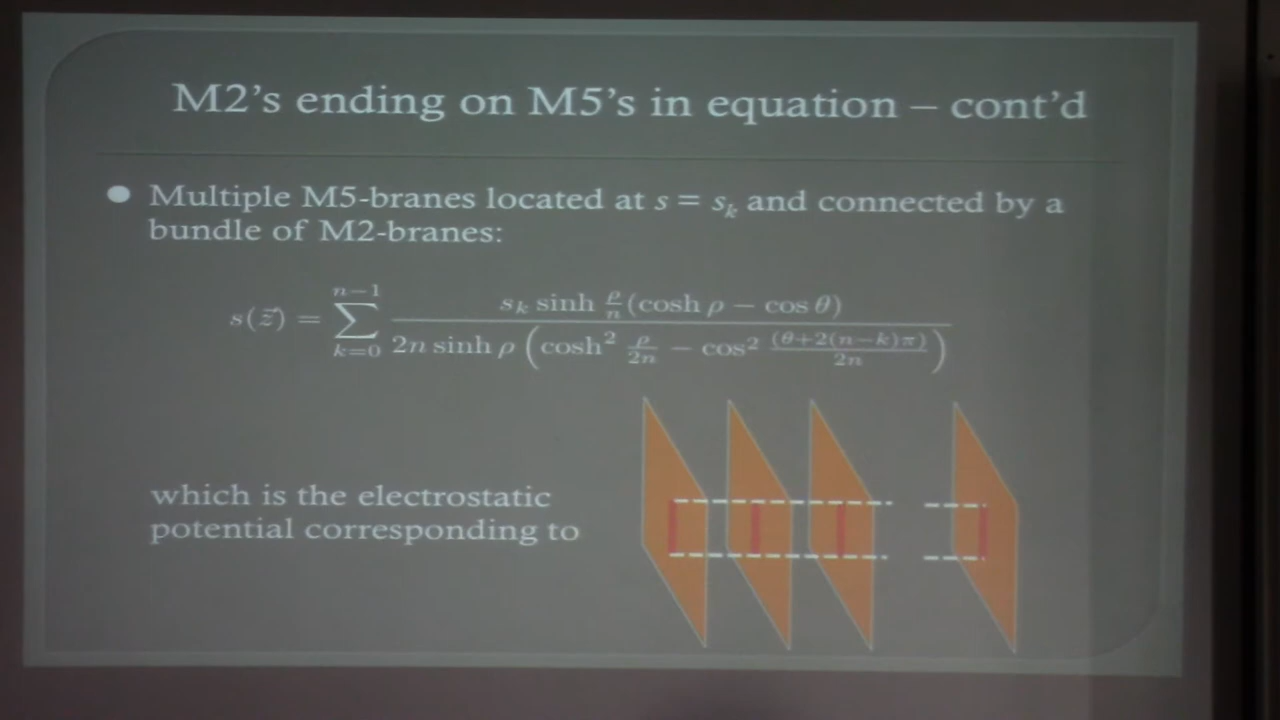 M2's ending on M5's in equation – cont'd
● Multiple M5-branes located at s = s_k and connected by a
bundle of M2-branes:
s(\vec{z}) = \sum_{k=0}^{n-1} \frac{s_k \sinh \frac{\rho}{n} (\cosh \rho - \cos \theta)}{2n \sinh \rho \left( \cosh^2 \frac{\rho}{2n} - \cos^2 \frac{(\theta+2(n-k)\pi)}{2n} \right)}
which is the electrostatic
potential corresponding to